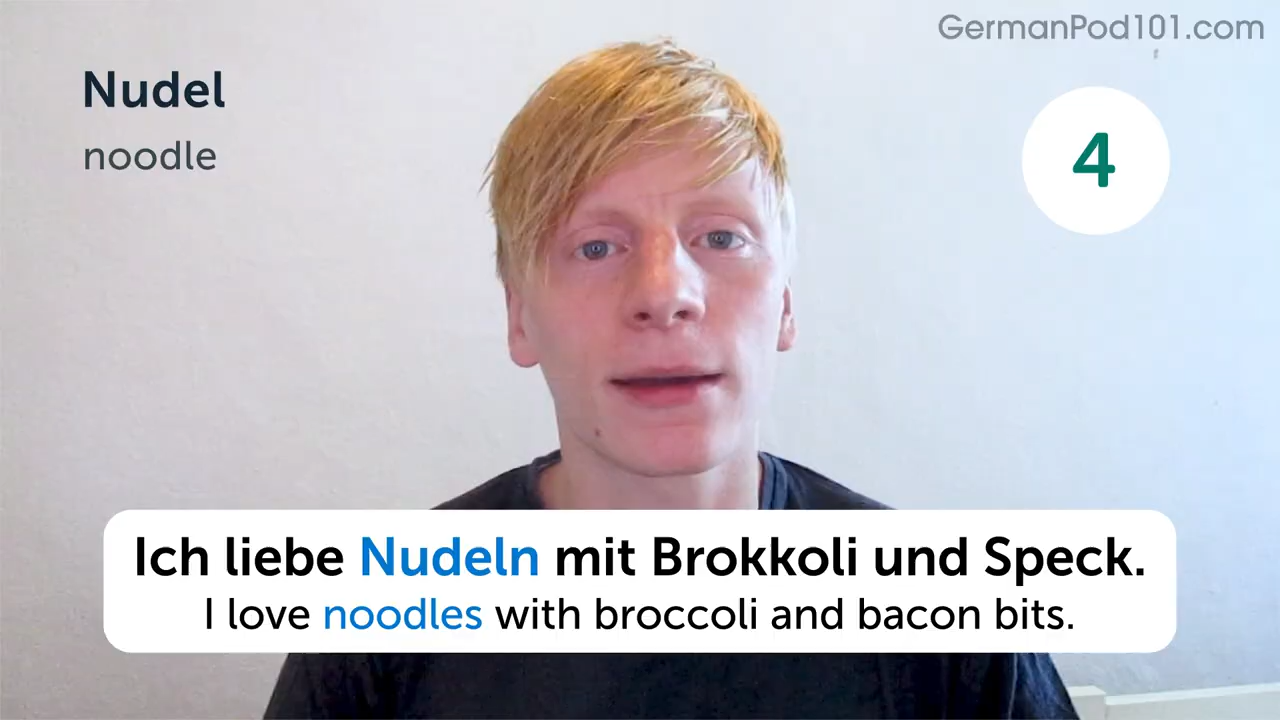 GermanPod101.com
Nudel
noodle
4
Ich liebe Nudeln mit Brokkoli und Speck.
I love noodles with broccoli and bacon bits.